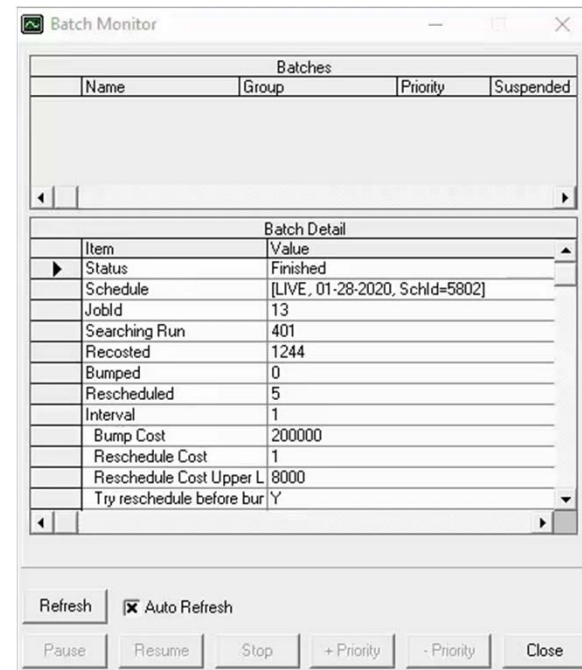 Batch Monitor
Batches
Name Group Priority Suspended
Batch Detail
Item Value
Status Finished
Schedule [LIVE, 01-28-2020, SchId=5802]
JobId 13
Searching Run 401
Recosted 1244
Bumped 0
Rescheduled 5
Interval 1
Bump Cost 200000
Reschedule Cost 1
Reschedule Cost Upper L 8000
Try reschedule before bur Y
Refresh Auto Refresh
Pause Resume Stop + Priority - Priority Close